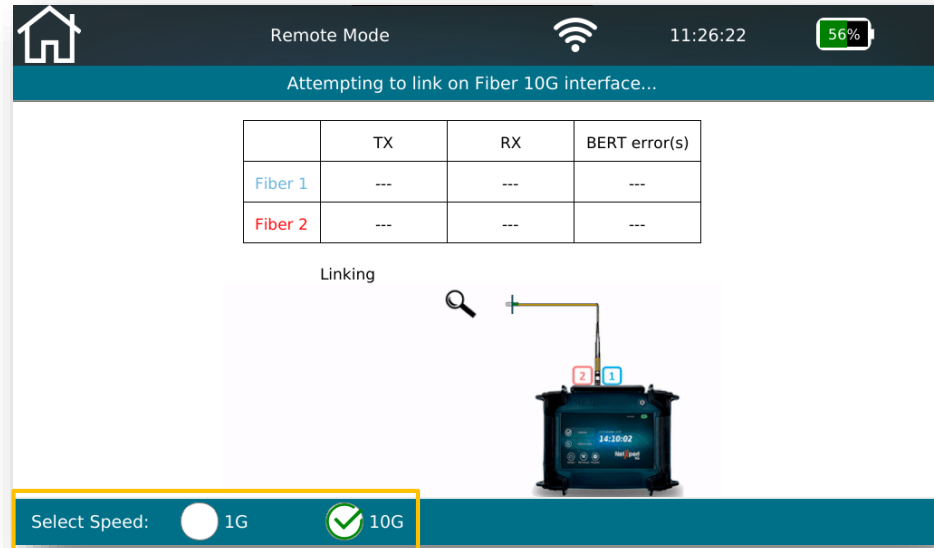 Remote Mode 11:26:22 56%
Attempting to link on Fiber 10G interface...
TX RX BERT error(s)
Fiber 1 --- --- ---
Fiber 2 --- --- ---
Linking
2 1
14:10:02
NetXpert
Select Speed: 1G 10G